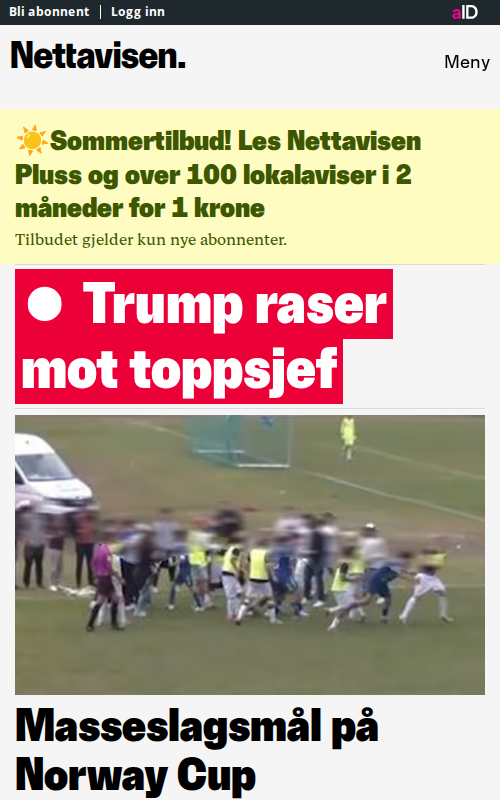 Bli abonnent | Logg inn
aID
Nettavisen.
Meny
☀️Sommertilbud! Les Nettavisen
Pluss og over 100 lokalaviser i 2
måneder for 1 krone
Tilbudet gjelder kun nye abonnenter.
● Trump raser
mot toppsjef
Masseslagsmål på
Norway Cup